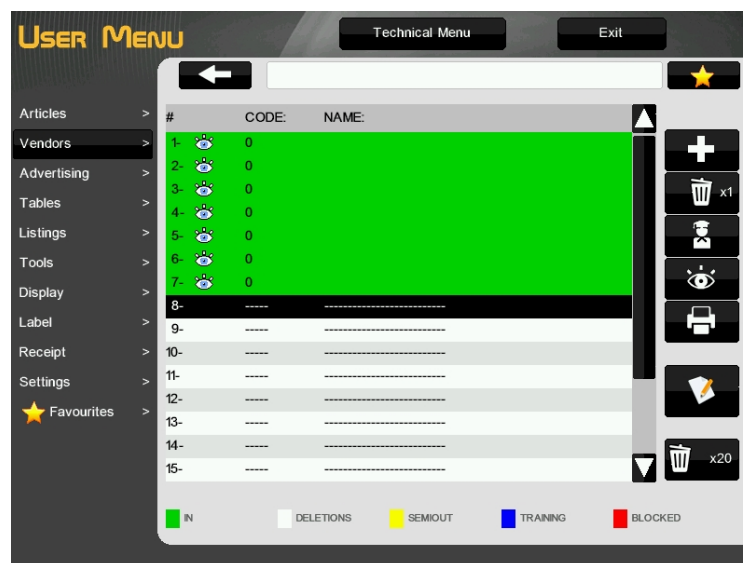 USER MENU
Technical Menu
Exit
Articles >
Vendors >
Advertising >
Tables >
Listings >
Tools >
Display >
Label >
Receipt >
Settings >
Favourites >
# CODE: NAME:
1- 0
2- 0
3- 0
4- 0
5- 0
6- 0
7- 0
8- ----- --------------------------
9- ----- --------------------------
10- ----- --------------------------
11- ----- --------------------------
12- ----- --------------------------
13- ----- --------------------------
14- ----- --------------------------
15- ----- --------------------------
x1
x20
IN DELETIONS SEMIOUT TRAINING BLOCKED